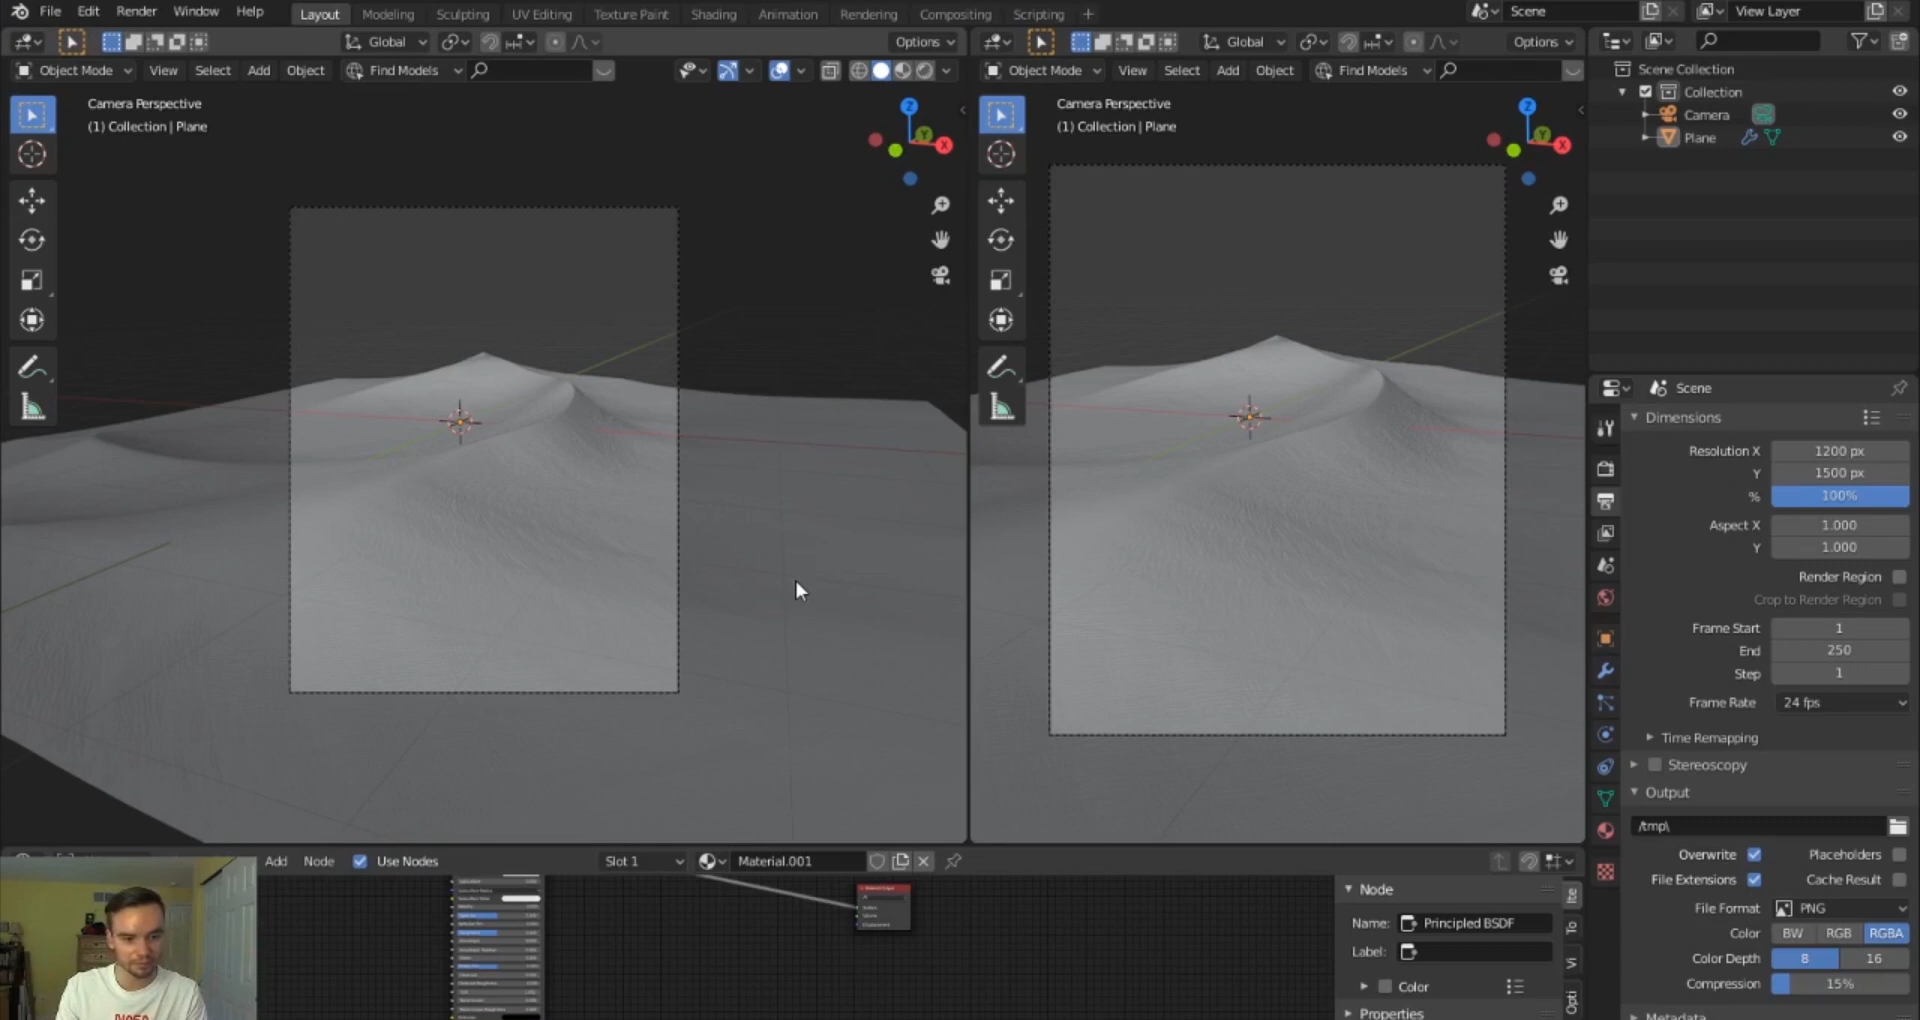 File Edit Render Window Help
Layout Modeling Sculpting UV Editing Texture Paint Shading Animation Rendering Compositing Scripting +
Scene
View Layer
Global
Options
Object Mode View Select Add Object Find Models
Camera Perspective
(1) Collection | Plane
Z
Y
X
Global
Options
Object Mode View Select Add Object Find Models
Camera Perspective
(1) Collection | Plane
Z
Y
X
Scene Collection
Collection
Camera
Plane
Scene
Dimensions
Resolution X 1200 px
Y 1500 px
% 100%
Aspect X 1.000
Y 1.000
Render Region
Crop to Render Region
Frame Start 1
End 250
Step 1
Frame Rate 24 fps
Time Remapping
Stereoscopy
Output
/tmp\
Overwrite Placeholders
File Extensions Cache Result
File Format PNG
Color BW RGB RGBA
Color Depth 8 16
Compression 15%
Metadata
Add Node Use Nodes Slot 1 Material.001
Node
Name: Principled BSDF
Label:
Color
Properties
Ite
To
Vi
Opti